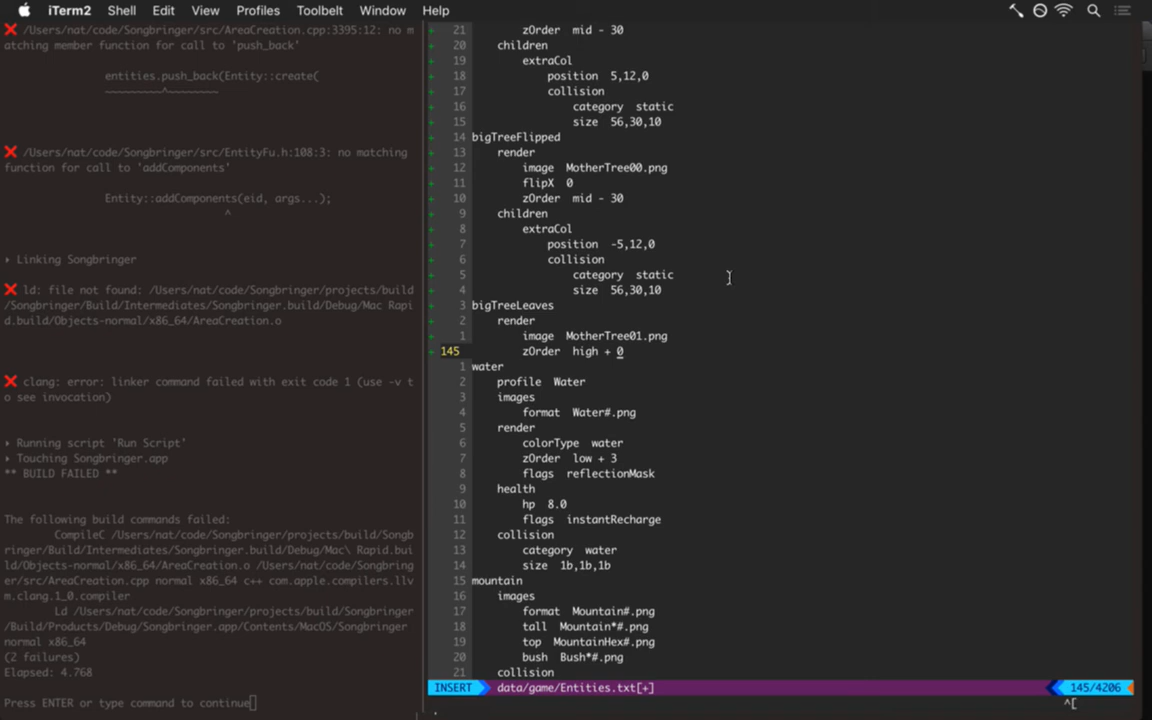 iTerm2 Shell Edit View Profiles Toolbelt Window Help
❌ /Users/nat/code/Songbringer/src/AreaCreation.cpp:3395:12: no m
atching member function for call to 'push_back'
entities.push_back(Entity::create(
~~~~~~~~~^~~~~~~~~
❌ /Users/nat/code/Songbringer/src/EntityFu.h:108:3: no matching
function for call to 'addComponents'
Entity::addComponents(eid, args...);
^
▸ Linking Songbringer
❌ ld: file not found: /Users/nat/code/Songbringer/projects/build
/Songbringer/Build/Intermediates/Songbringer.build/Debug/Mac Rapi
d.build/Objects-normal/x86_64/AreaCreation.o
❌ clang: error: linker command failed with exit code 1 (use -v t
o see invocation)
▸ Running script 'Run Script'
▸ Touching Songbringer.app
** BUILD FAILED **
The following build commands failed:
CompileC /Users/nat/code/Songbringer/projects/build/Songb
ringer/Build/Intermediates/Songbringer.build/Debug/Mac\ Rapid.bui
ld/Objects-normal/x86_64/AreaCreation.o /Users/nat/code/Songbring
er/src/AreaCreation.cpp normal x86_64 c++ com.apple.compilers.llv
m.clang.1_0.compiler
Ld /Users/nat/code/Songbringer/projects/build/Songbringer
/Build/Products/Debug/Songbringer.app/Contents/MacOS/Songbringer
normal x86_64
(2 failures)
Elapsed: 4.768
Press ENTER or type command to continue
+ 21 zOrder mid - 30
+ 20 children
+ 19 extraCol
+ 18 position 5,12,0
+ 17 collision
+ 16 category static
+ 15 size 56,30,10
+ 14 bigTreeFlipped
+ 13 render
+ 12 image MotherTree00.png
+ 11 flipX 0
+ 10 zOrder mid - 30
+ 9 children
+ 8 extraCol
+ 7 position -5,12,0
+ 6 collision
+ 5 category static
+ 4 size 56,30,10
+ 3 bigTreeLeaves
+ 2 render
+ 1 image MotherTree01.png
+ 145 zOrder high + 0
1 water
2 profile Water
3 images
4 format Water#.png
5 render
6 colorType water
7 zOrder low + 3
8 flags reflectionMask
9 health
10 hp 8.0
11 flags instantRecharge
12 collision
13 category water
14 size 1b,1b,1b
15 mountain
16 images
17 format Mountain#.png
18 tall Mountain*#.png
19 top MountainHex#.png
20 bush Bush*#.png
21 collision
INSERT data/game/Entities.txt[+] 145/4206
^[